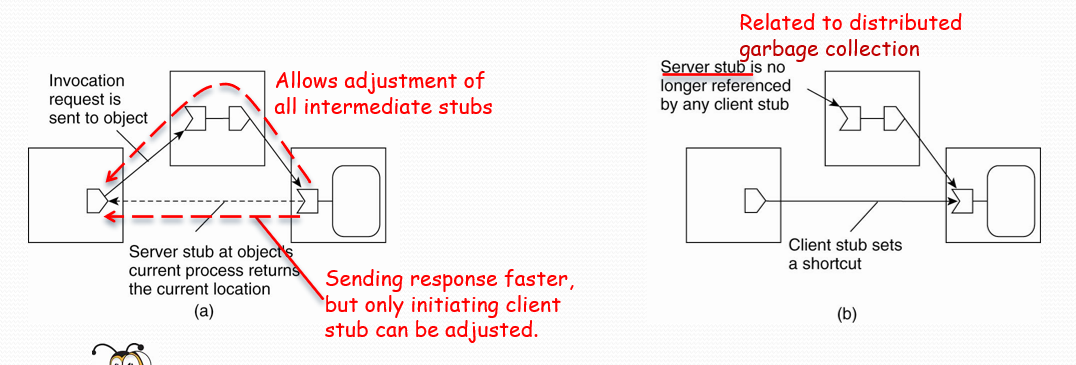 Invocation
request is
sent to object
Allows adjustment of
all intermediate stubs
Server stub at object's
current process returns
the current location
(a)
Sending response faster,
but only initiating client
stub can be adjusted.
Related to distributed
garbage collection
Server stub is no
longer referenced
by any client stub
Client stub sets
a shortcut
(b)